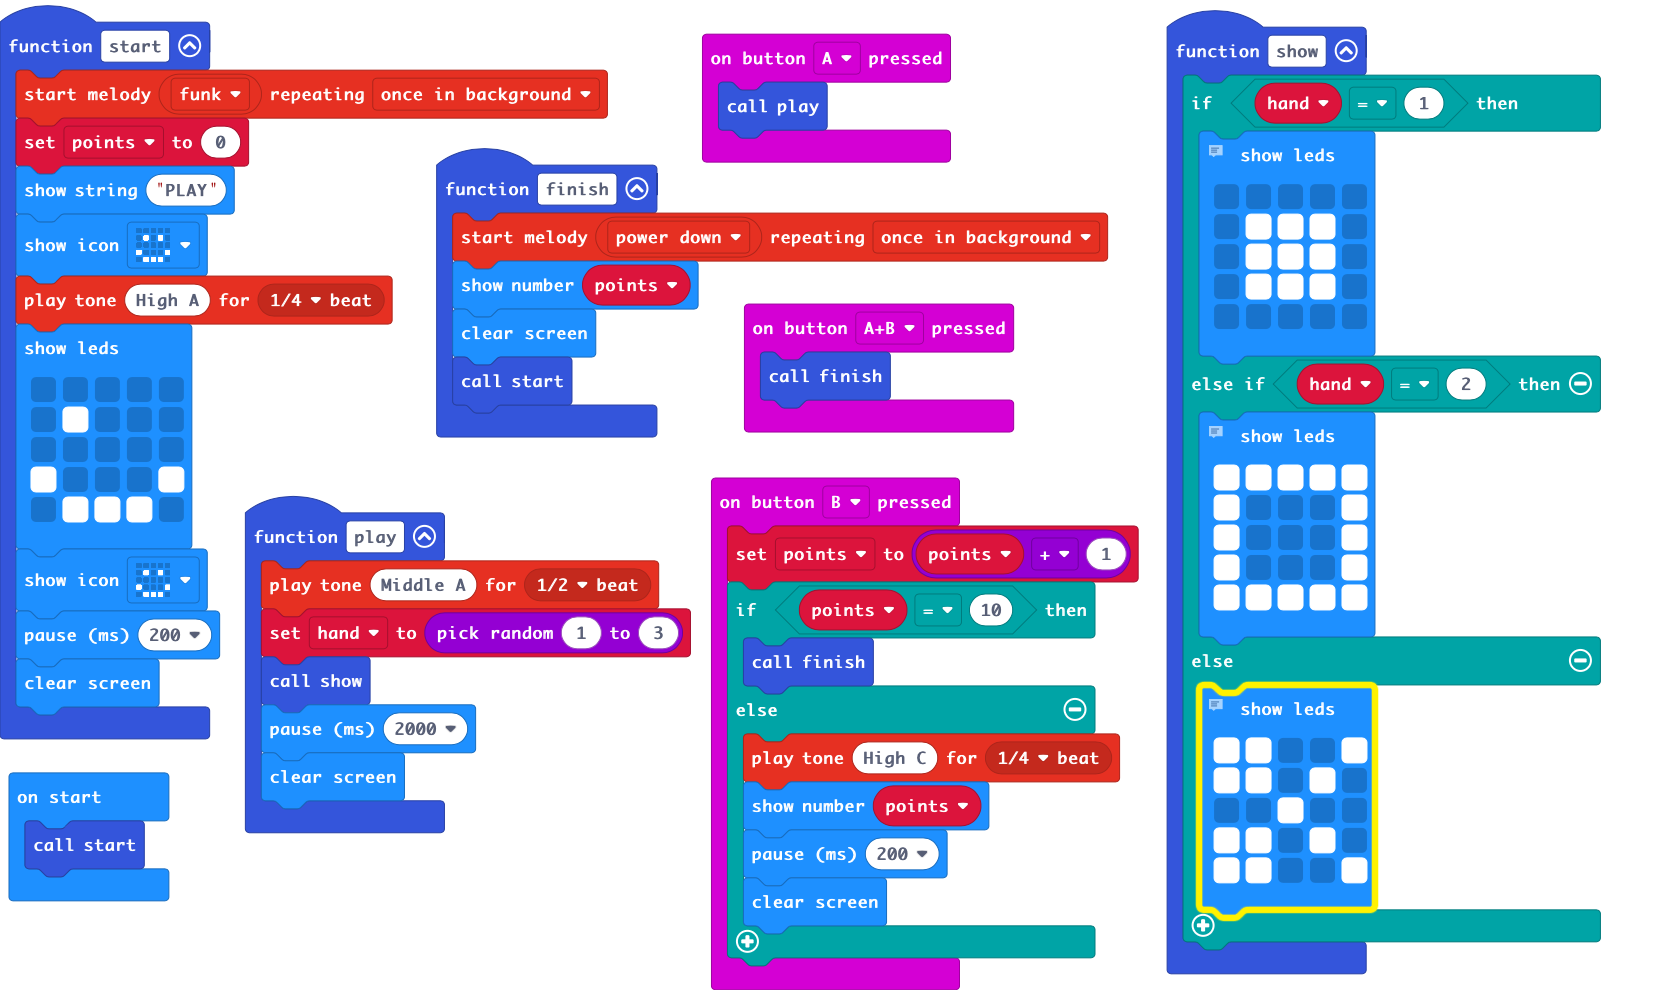 function start
start melody funk repeating once in background
set points to 0
show string "PLAY"
show icon
play tone High A for 1/4 beat
show leds
show icon
pause (ms) 200
clear screen
on start
call start
function finish
start melody power down repeating once in background
show number points
clear screen
call start
function play
play tone Middle A for 1/2 beat
set hand to pick random 1 to 3
call show
pause (ms) 2000
clear screen
on button A pressed
call play
on button A+B pressed
call finish
on button B pressed
set points to points + 1
if points = 10 then
call finish
else
play tone High C for 1/4 beat
show number points
pause (ms) 200
clear screen
function show
if hand = 1 then
show leds
else if hand = 2 then
show leds
else
show leds